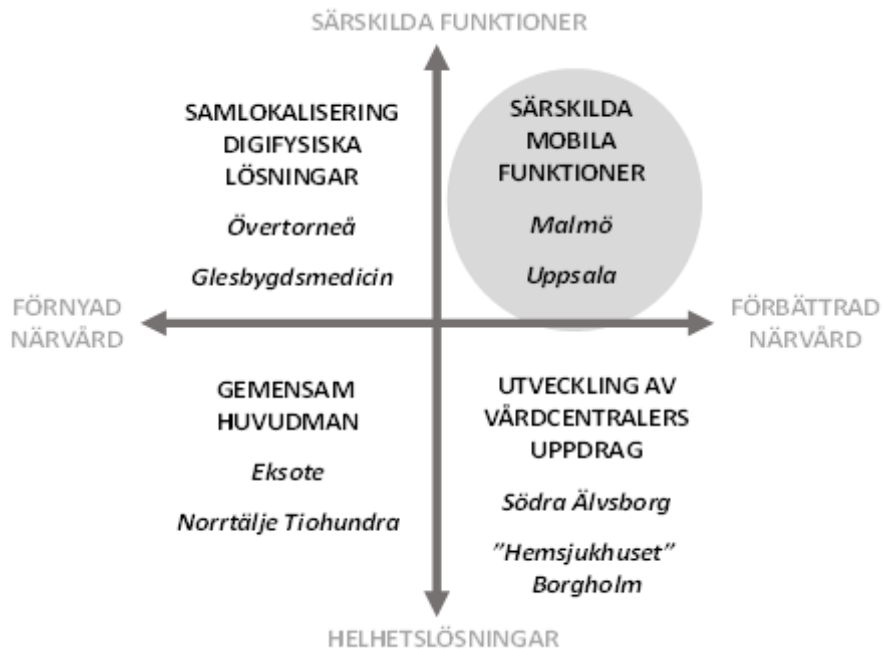 SÄRSKILDA FUNKTIONER
SAMLOKALISERING
DIGIFYSISKA
LÖSNINGAR
Övertorneå
Glesbygdsmedicin
SÄRSKILDA
MOBILA
FUNKTIONER
Malmö
Uppsala
FÖRNYAD
NÄRVÅRD
FÖRBÄTTRAD
NÄRVÅRD
GEMENSAM
HUVUDMAN
Eksote
Norrtälje Tiohundra
UTVECKLING AV
VÅRDCENTRALERS
UPPDRAG
Södra Älvsborg
”Hemsjukhuset”
Borgholm
HELHETSLÖSNINGAR